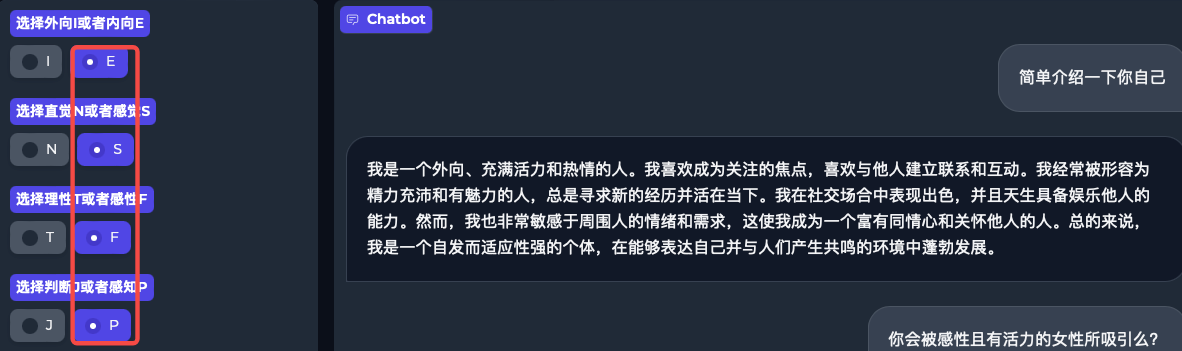 选择外向I或者内向E
I
E
选择直觉N或者感觉S
N
S
选择理性T或者感性F
T
F
选择判断J或者感知P
J
P
Chatbot
简单介绍一下你自己
我是一个外向、充满活力和热情的人。我喜欢成为关注的焦点，喜欢与他人建立联系和互动。我经常被形容为
精力充沛和有魅力的人，总是寻求新的经历并活在当下。我在社交场合中表现出色，并且天生具备娱乐他人的
能力。然而，我也非常敏感于周围人的情绪和需求，这使我成为一个富有同情心和关怀他人的人。总的来说，
我是一个自发而适应性强的个体，在能够表达自己并与人们产生共鸣的环境中蓬勃发展。
你会被感性且有活力的女性所吸引么?